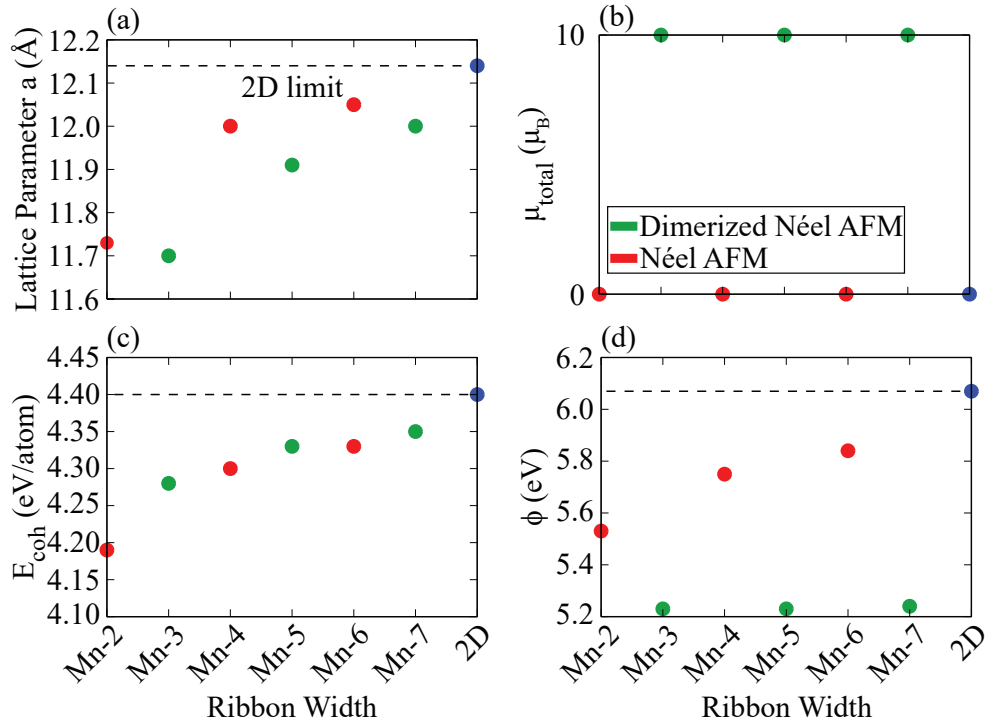 (a)
Lattice Parameter a (Å)
12.2
12.1
12.0
11.9
11.8
11.7
11.6
2D limit
(b)
μtotal (μB)
10
0
Dimerized Néel AFM
Néel AFM
(c)
Ecoh (eV/atom)
4.45
4.40
4.35
4.30
4.25
4.20
4.15
4.10
Mn-2
Mn-3
Mn-4
Mn-5
Mn-6
Mn-7
2D
Ribbon Width
(d)
ϕ (eV)
6.2
6.0
5.8
5.6
5.4
5.2
Mn-2
Mn-3
Mn-4
Mn-5
Mn-6
Mn-7
2D
Ribbon Width